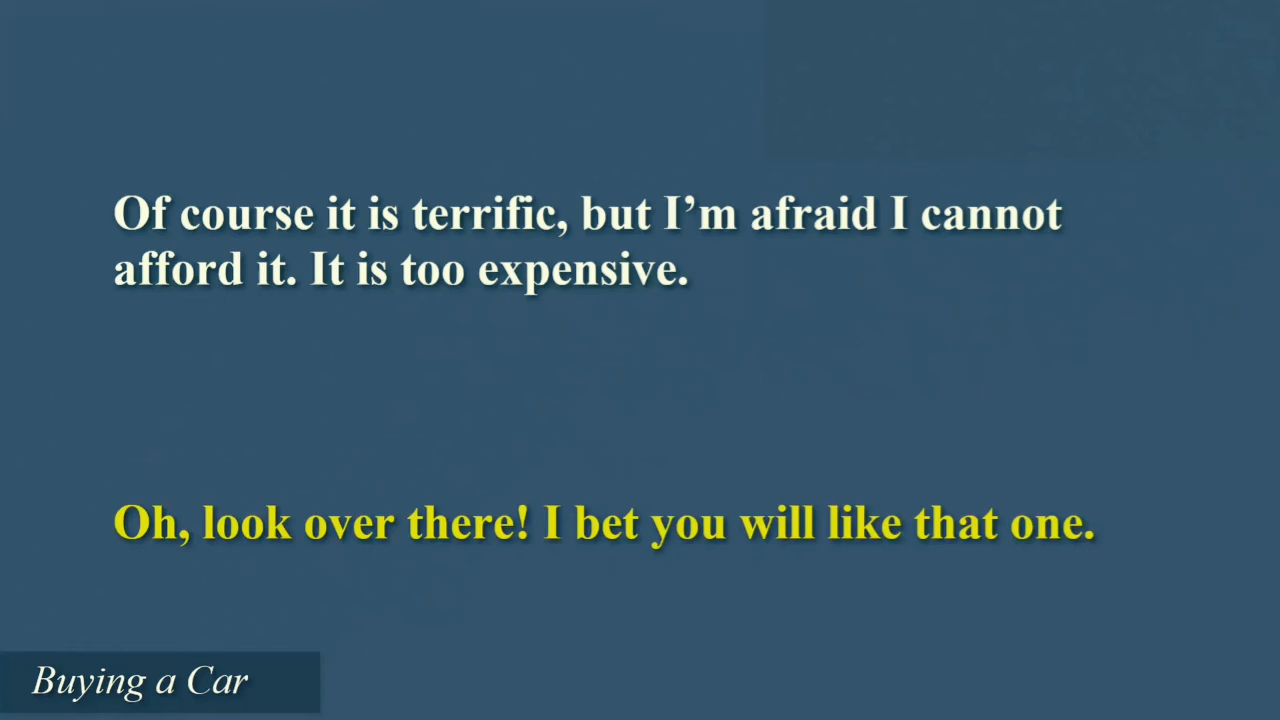 Of course it is terrific, but I’m afraid I cannot
afford it. It is too expensive.
Oh, look over there! I bet you will like that one.
Buying a Car